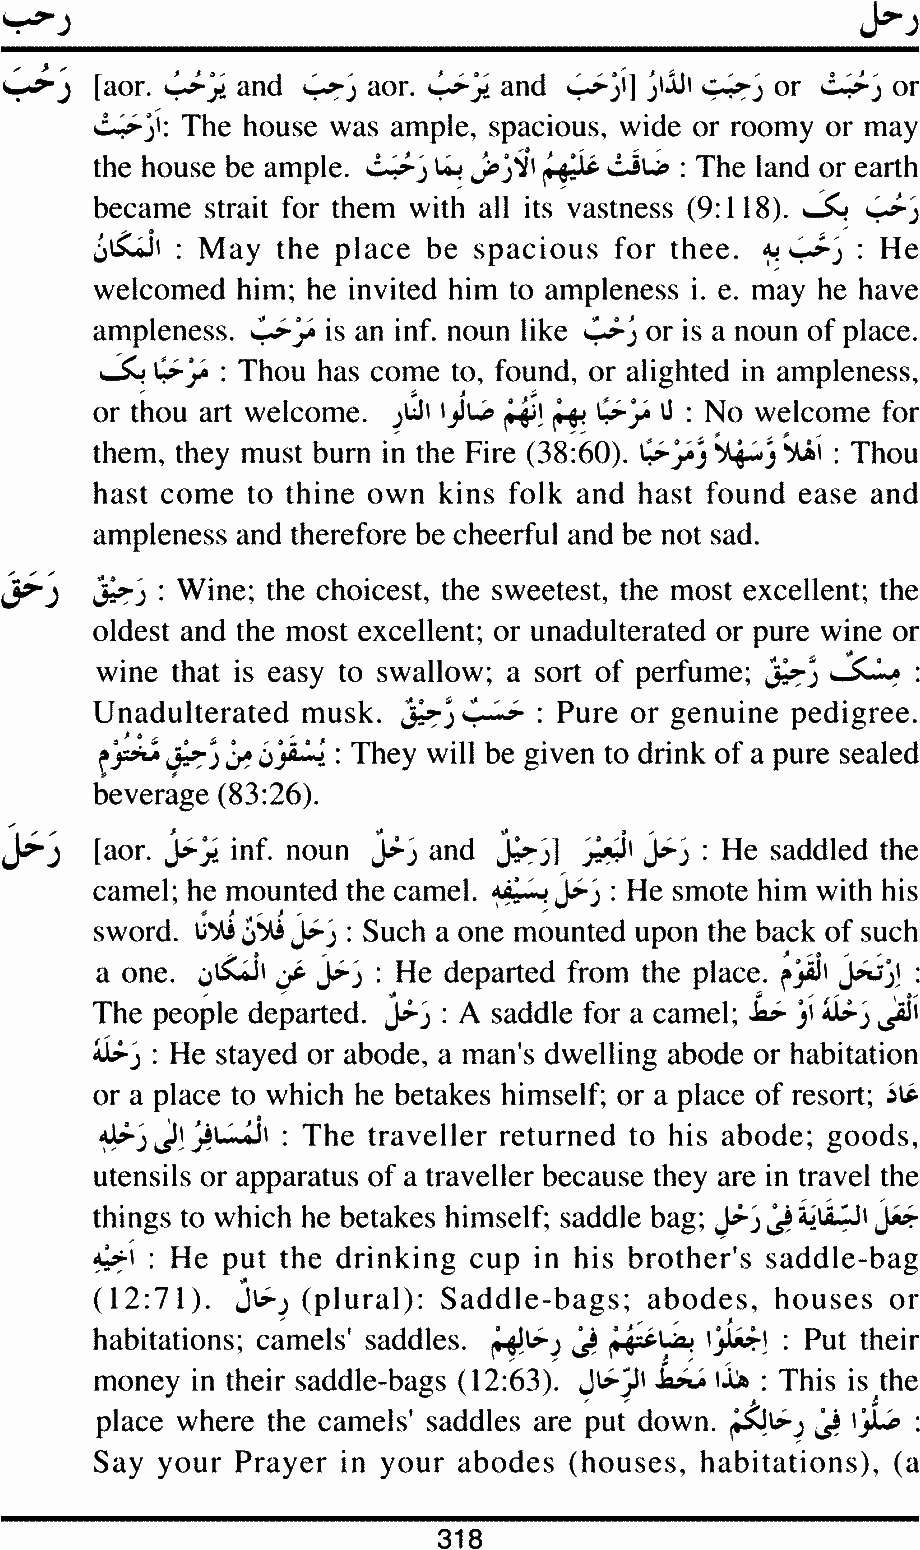 رحب رحل
رَحُبَ [aor. يَرْحُبُ and رَحِبَ aor. يَرْحَبُ and اَرْحَبَ] رَحِبَتِ الدَّارُ or رَحُبَتْ or
اَرْحَبَتْ: The house was ample, spacious, wide or roomy or may
the house be ample. ضَاقَتْ عَلَيْهِمُ الْاَرْضُ بِمَا رَحُبَتْ : The land or earth
became strait for them with all its vastness (9:118). رَحُبَ بِکَ
الْمَکَانُ : May the place be spacious for thee. رَحَّبَ بِهٖ : He
welcomed him; he invited him to ampleness i. e. may he have
ampleness. مَرْحَبٌ is an inf. noun like رُحْبٌ or is a noun of place.
مَرْحَبًا بِکَ : Thou has come to, found, or alighted in ampleness,
or thou art welcome. لَا مَرْحَبًا بِهِمْ اِنَّهُمْ صَالُوا النَّارِ : No welcome for
them, they must burn in the Fire (38:60). اَهْلاً وَّسَهْلاً وَّمَرْحَبًا : Thou
hast come to thine own kins folk and hast found ease and
ampleness and therefore be cheerful and be not sad.
رَحَقَ رَحِيْقٌ : Wine; the choicest, the sweetest, the most excellent; the
oldest and the most excellent; or unadulterated or pure wine or
wine that is easy to swallow; a sort of perfume; مِسْکٌ رَّحِيْقٌ :
Unadulterated musk. حَسَبٌ رَّحِيْقٌ : Pure or genuine pedigree.
يُسْقَوْنَ مِنْ رَّحِيْقٍ مَّخْتُوْمٍ : They will be given to drink of a pure sealed
beverage (83:26).
رَحَلَ [aor. يَرْحَلُ inf. noun رَحْلٌ and رَحِيْلٌ] رَحَلَ الْبَعِيْرَ : He saddled the
camel; he mounted the camel. رَحَلَ بِسَيْفِهٖ : He smote him with his
sword. رَحَلَ فُلَانٌ فُلَانًا : Such a one mounted upon the back of such
a one. رَحَلَ عَنِ الْمَکَانِ : He departed from the place. اِرْتَحَلَ الْقَوْمُ :
The people departed. رَحْلٌ : A saddle for a camel; اَلْقٰی رَحْلَهٗ اَوْ حَطَّ
رَحْلَهٗ : He stayed or abode, a man's dwelling abode or habitation
or a place to which he betakes himself; or a place of resort; عَادَ
الْمُسَافِرُ اِلٰی رَحْلِهٖ : The traveller returned to his abode; goods,
utensils or apparatus of a traveller because they are in travel the
things to which he betakes himself; saddle bag; جَعَلَ السِّقَايَةَ فِیْ رَحْلِ
اَخِيْهِ : He put the drinking cup in his brother's saddle-bag
(12:71). رِحَالٌ (plural): Saddle-bags; abodes, houses or
habitations; camels' saddles. اِجْعَلُوْا بِضَاعَتَهُمْ فِیْ رِحَالِهِمْ : Put their
money in their saddle-bags (12:63). هٰذَا مَحَطُّ الرِّحَالِ : This is the
place where the camels' saddles are put down. صَلُّوْا فِیْ رِحَالِکُمْ :
Say your Prayer in your abodes (houses, habitations), (a
318